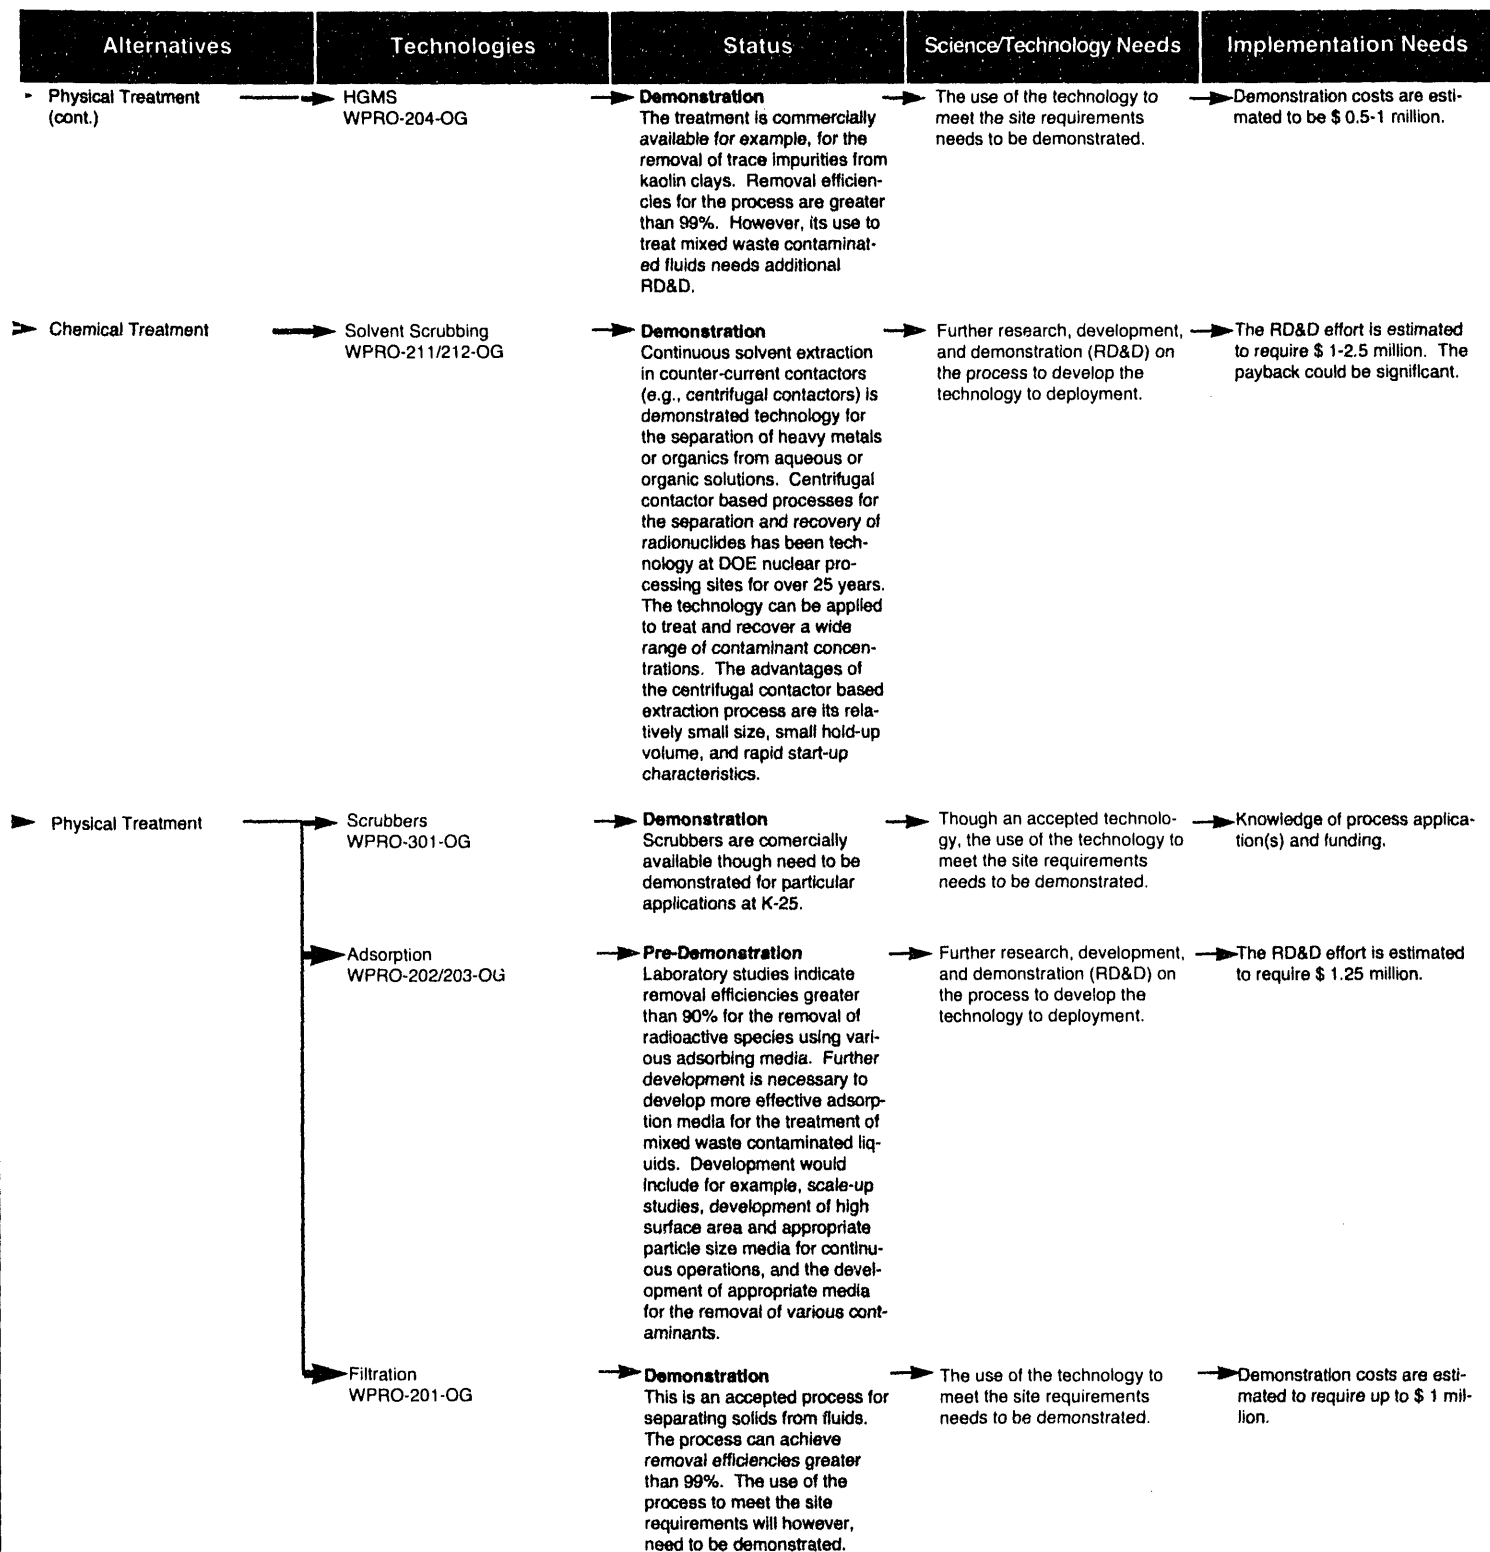 Alternatives
Technologies
Status
Science/Technology Needs
Implementation Needs
Physical Treatment
(cont.)
HGMS
WPRO-204-OG
Demonstration
The treatment is commercially
available for example, for the
removal of trace impurities from
kaolin clays. Removal efficien-
cies for the process are greater
than 99%. However, its use to
treat mixed waste contaminat-
ed fluids needs additional
RD&D.
The use of the technology to
meet the site requirements
needs to be demonstrated.
Demonstration costs are esti-
mated to be $ 0.5-1 million.
Chemical Treatment
Solvent Scrubbing
WPRO-211/212-OG
Demonstration
Continuous solvent extraction
in counter-current contactors
(e.g., centrifugal contactors) is
demonstrated technology for
the separation of heavy metals
or organics from aqueous or
organic solutions. Centrifugal
contactor based processes for
the separation and recovery of
radionuclides has been tech-
nology at DOE nuclear pro-
cessing sites for over 25 years.
The technology can be applied
to treat and recover a wide
range of contaminant concen-
trations. The advantages of
the centrifugal contactor based
extraction process are its rela-
tively small size, small hold-up
volume, and rapid start-up
characteristics.
Further research, development,
and demonstration (RD&D) on
the process to develop the
technology to deployment.
The RD&D effort is estimated
to require $ 1-2.5 million. The
payback could be significant.
Physical Treatment
Scrubbers
WPRO-301-OG
Demonstration
Scrubbers are comercially
available though need to be
demonstrated for particular
applications at K-25.
Though an accepted technolo-
gy, the use of the technology to
meet the site requirements
needs to be demonstrated.
Knowledge of process applica-
tion(s) and funding.
Adsorption
WPRO-202/203-OG
Pre-Demonstration
Laboratory studies indicate
removal efficiencies greater
than 90% for the removal of
radioactive species using vari-
ous adsorbing media. Further
development is necessary to
develop more effective adsorp-
tion media for the treatment of
mixed waste contaminated liq-
uids. Development would
include for example, scale-up
studies, development of high
surface area and appropriate
particle size media for continu-
ous operations, and the devel-
opment of appropriate media
for the removal of various cont-
aminants.
Further research, development,
and demonstration (RD&D) on
the process to develop the
technology to deployment.
The RD&D effort is estimated
to require $ 1.25 million.
Filtration
WPRO-201-OG
Demonstration
This is an accepted process for
separating solids from fluids.
The process can achieve
removal efficiencies greater
than 99%. The use of the
process to meet the site
requirements will however,
need to be demonstrated.
The use of the technology to
meet the site requirements
needs to be demonstrated.
Demonstration costs are esti-
mated to require up to $ 1 mil-
lion.